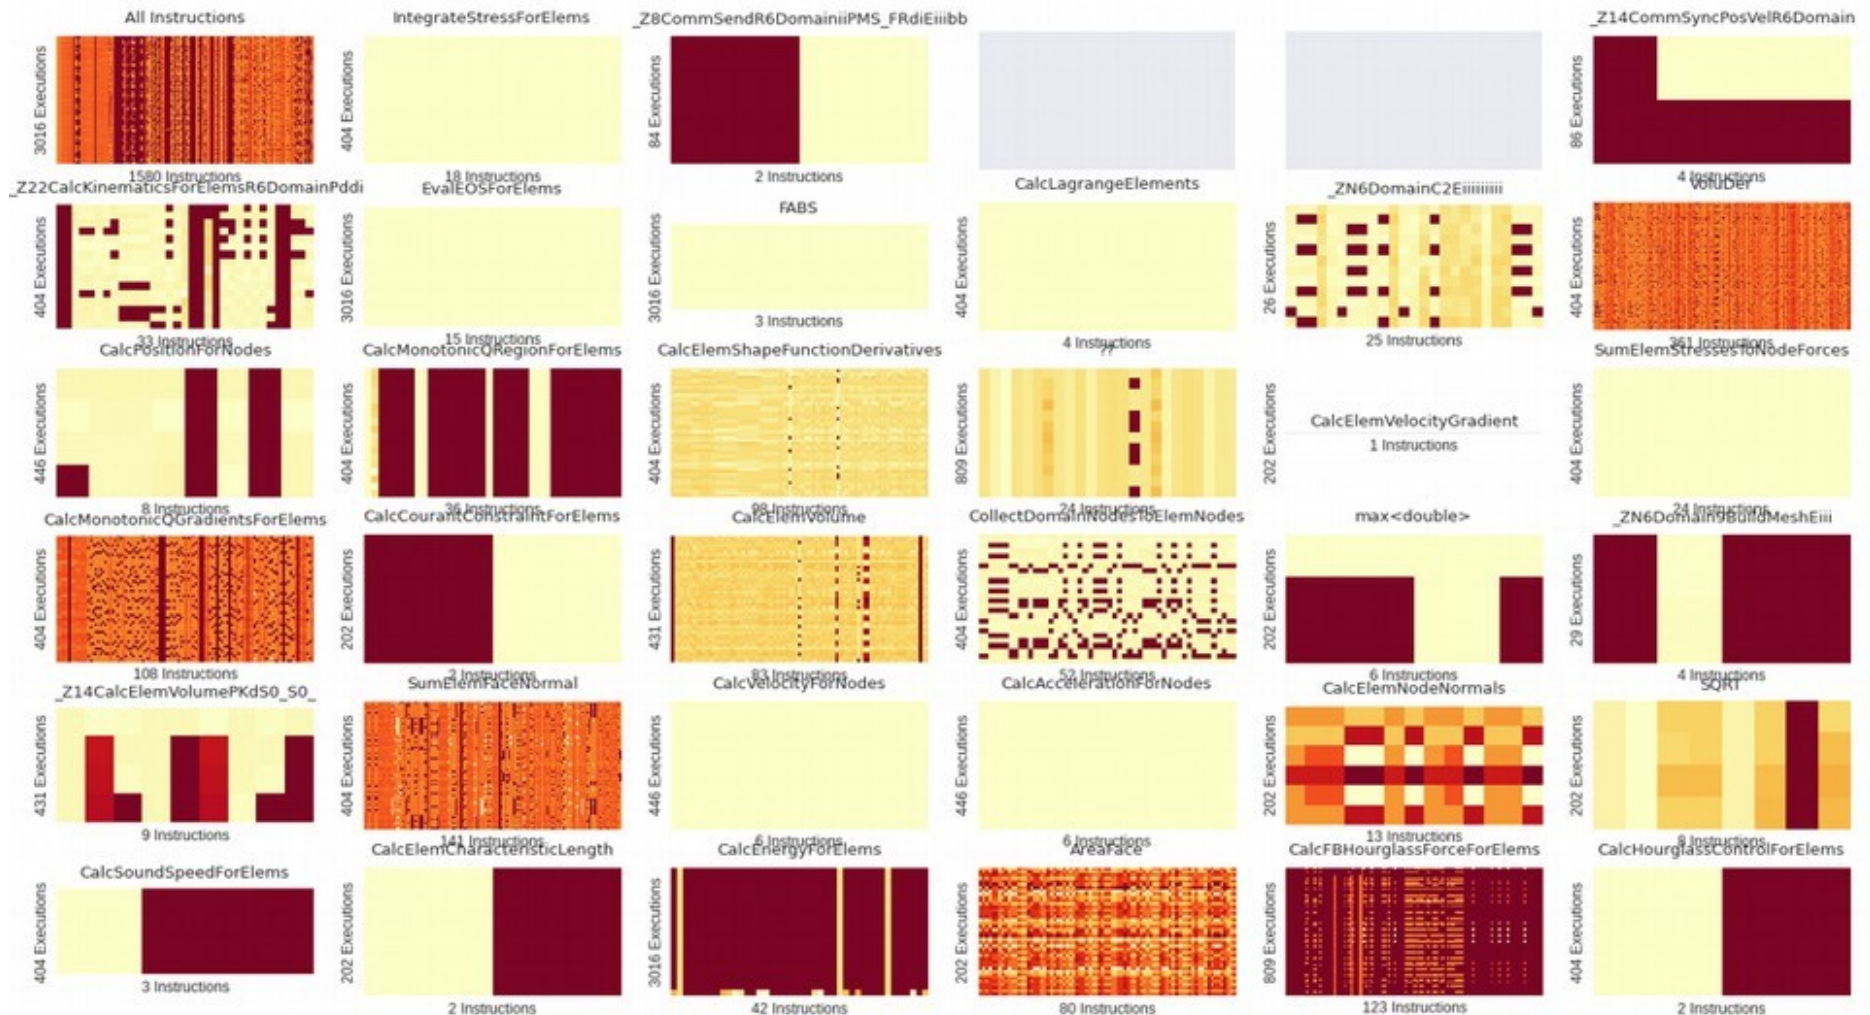 All Instructions
3016 Executions
1580 Instructions
IntegrateStressForElems
404 Executions
18 Instructions
_Z8CommSendR6DomainiiPMS_FRdiEiiibb
84 Executions
2 Instructions
_Z14CommSyncPosVelR6Domain
86 Executions
4 Instructions
_Z22CalcKinematicsForElemsR6DomainPddi
404 Executions
33 Instructions
EvalEOSForElems
3016 Executions
15 Instructions
FABS
3016 Executions
3 Instructions
CalcLagrangeElements
404 Executions
4 Instructions
_ZN6DomainC2Eiiiiiiiii
26 Executions
25 Instructions
VoluDer
404 Executions
361 Instructions
CalcPositionForNodes
446 Executions
8 Instructions
CalcMonotonicQRegionForElems
404 Executions
36 Instructions
CalcElemShapeFunctionDerivatives
404 Executions
98 Instructions
??
809 Executions
24 Instructions
CalcElemVelocityGradient
202 Executions
1 Instructions
SumElemStressesToNodeForces
404 Executions
24 Instructions
CalcMonotonicQGradientsForElems
404 Executions
108 Instructions
CalcCourantConstraintForElems
202 Executions
2 Instructions
CalcElemVolume
431 Executions
83 Instructions
CollectDomainNodesToElemNodes
404 Executions
52 Instructions
max<double>
202 Executions
6 Instructions
_ZN6Domain9BuildMeshEiii
29 Executions
4 Instructions
_Z14CalcElemVolumePKdS0_S0_
431 Executions
9 Instructions
SumElemFaceNormal
404 Executions
141 Instructions
CalcVelocityForNodes
446 Executions
6 Instructions
CalcAccelerationForNodes
446 Executions
6 Instructions
CalcElemNodeNormals
202 Executions
13 Instructions
SQRT
202 Executions
8 Instructions
CalcSoundSpeedForElems
404 Executions
3 Instructions
CalcElemCharacteristicLength
202 Executions
2 Instructions
CalcEnergyForElems
3016 Executions
42 Instructions
AreaFace
202 Executions
80 Instructions
CalcFBHourglassForceForElems
809 Executions
123 Instructions
CalcHourglassControlForElems
404 Executions
2 Instructions